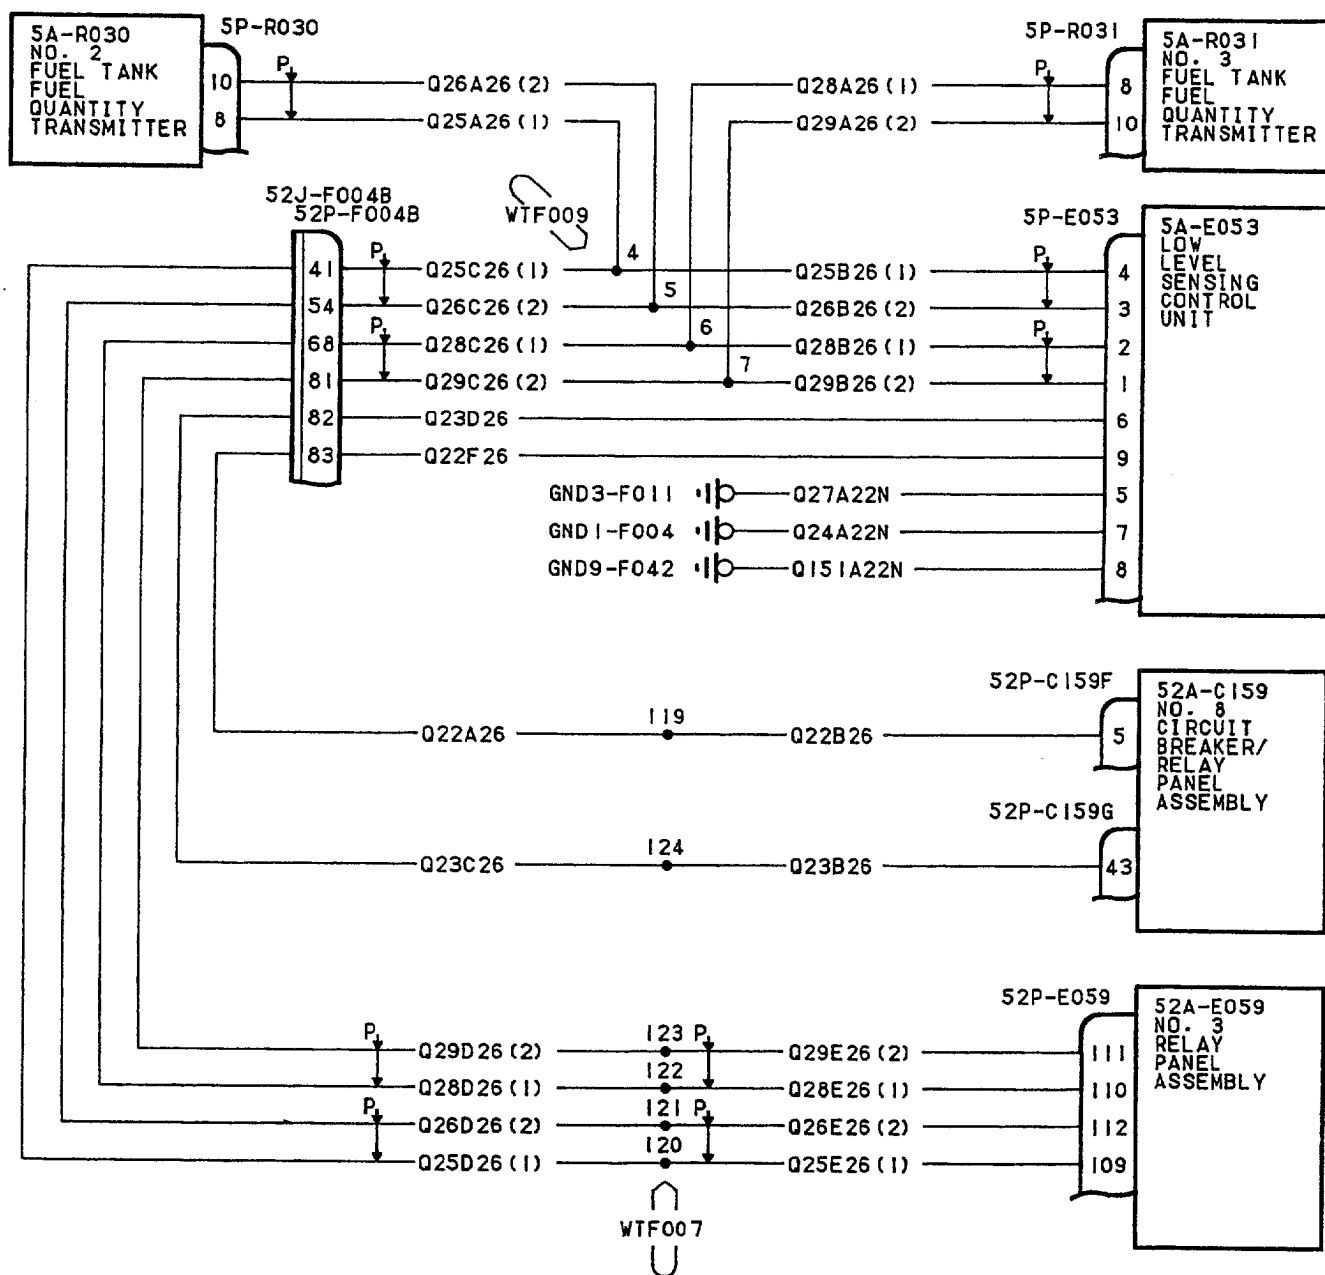 5A-R030
NO. 2
FUEL TANK
FUEL
QUANTITY
TRANSMITTER
5P-R030
10
8
P
Q26A26(2)
Q25A26(1)
Q28A26(1)
Q29A26(2)
P
5P-R031
8
10
5A-R031
NO. 3
FUEL TANK
FUEL
QUANTITY
TRANSMITTER
52J-F004B
52P-F004B
WTF009
5P-E053
5A-E053
LOW
LEVEL
SENSING
CONTROL
UNIT
41 P Q25C26(1) 4 Q25B26(1) P 4
54 Q26C26(2) 5 Q26B26(2) 3
68 P Q28C26(1) 6 Q28B26(1) P 2
81 Q29C26(2) 7 Q29B26(2) 1
82 Q23D26 6
83 Q22F26 9
GND3-F011 Q27A22N 5
GND1-F004 Q24A22N 7
GND9-F042 Q151A22N 8
52P-C159F
Q22A26 119 Q22B26 5
52A-C159
NO. 8
CIRCUIT
BREAKER/
RELAY
PANEL
ASSEMBLY
52P-C159G
Q23C26 124 Q23B26 43
52P-E059
52A-E059
NO. 3
RELAY
PANEL
ASSEMBLY
P Q29D26(2) 123 P Q29E26(2) 111
Q28D26(1) 122 Q28E26(1) 110
P Q26D26(2) 121 P Q26E26(2) 112
Q25D26(1) 120 Q25E26(1) 109
WTF007